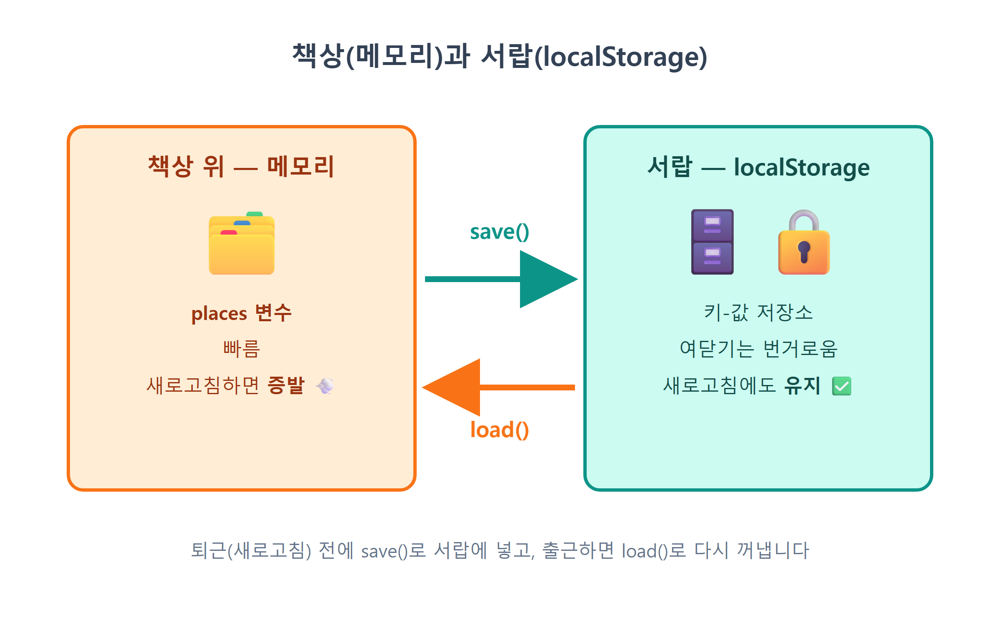 책상(메모리)과 서랍(localStorage)
책상 위 — 메모리
places 변수
빠름
새로고침하면 증발
save()
load()
서랍 — localStorage
키-값 저장소
여닫기는 번거로움
새로고침에도 유지
퇴근(새로고침) 전에 save()로 서랍에 넣고, 출근하면 load()로 다시 꺼냅니다